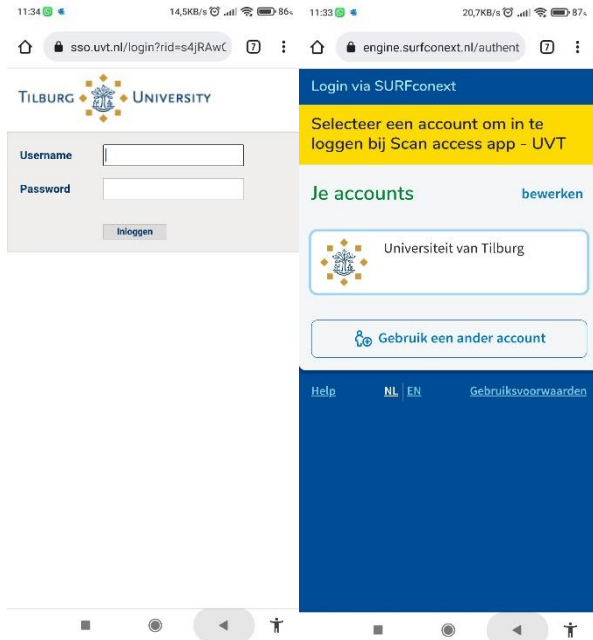 11:34 14,5KB/s 86
sso.uvt.nl/login?rid=s4jRAw 7
TILBURG UNIVERSITY
Username
Password
Inloggen
11:33 20,7KB/s 87
engine.surfconext.nl/authent 7
Login via SURFconext
Selecteer een account om in te
loggen bij Scan access app - UVT
Je accounts bewerken
Universiteit van Tilburg
Gebruik een ander account
Help NL EN Gebruiksvoorwaarden